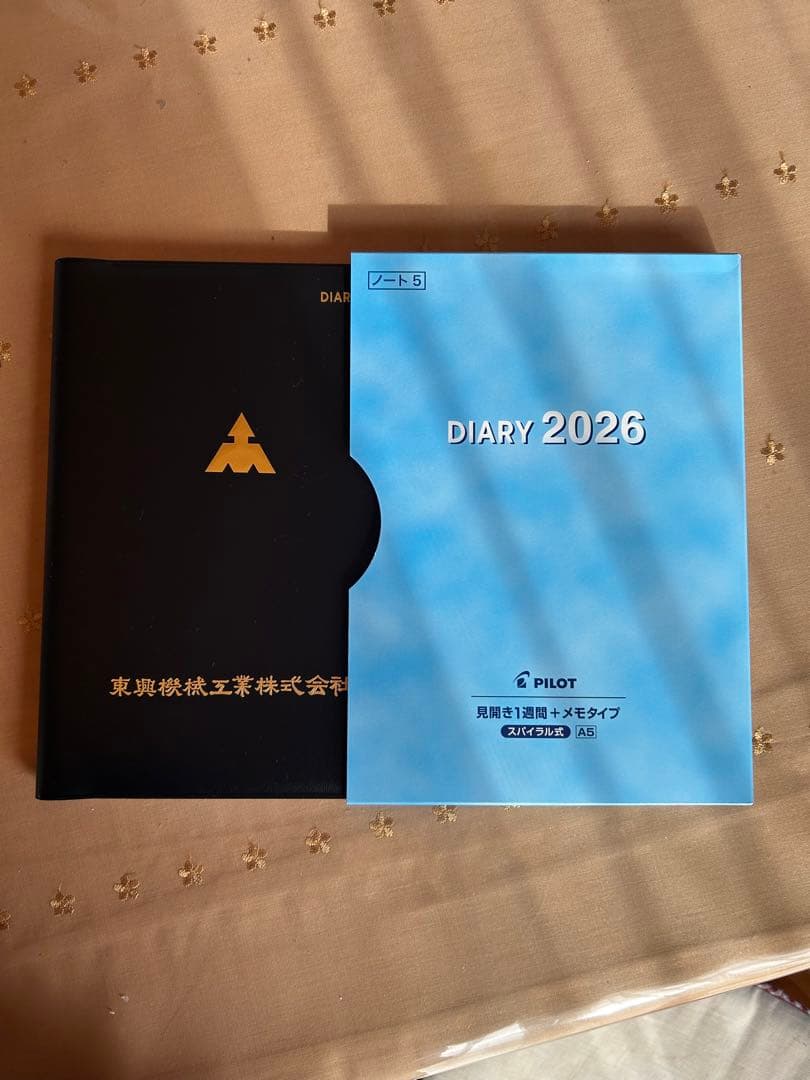 DIAR
東興機械工業株式会社
ノート 5
DIARY 2026
PILOT
見開き1週間＋メモタイプ
スパイラル式 A5